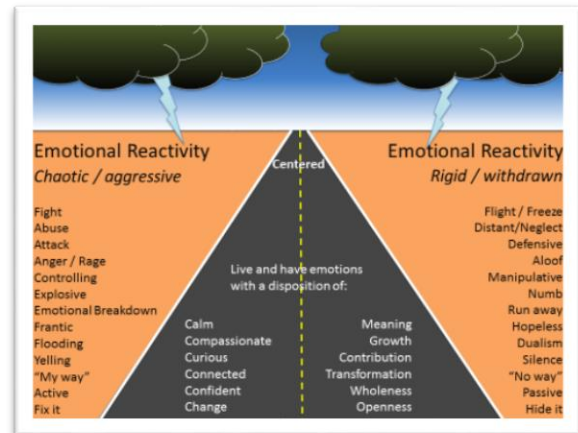 Emotional Reactivity
Chaotic / aggressive
Fight
Abuse
Attack
Anger / Rage
Controlling
Explosive
Emotional Breakdown
Frantic
Flooding
Yelling
"My way"
Active
Fix it
Centered
Live and have emotions
with a disposition of:
Calm
Compassionate
Curious
Connected
Confident
Change
Meaning
Growth
Contribution
Transformation
Wholeness
Openness
Emotional Reactivity
Rigid / withdrawn
Flight / Freeze
Distant/Neglect
Defensive
Aloof
Manipulative
Numb
Run away
Hopeless
Dualism
Silence
"No way"
Passive
Hide it